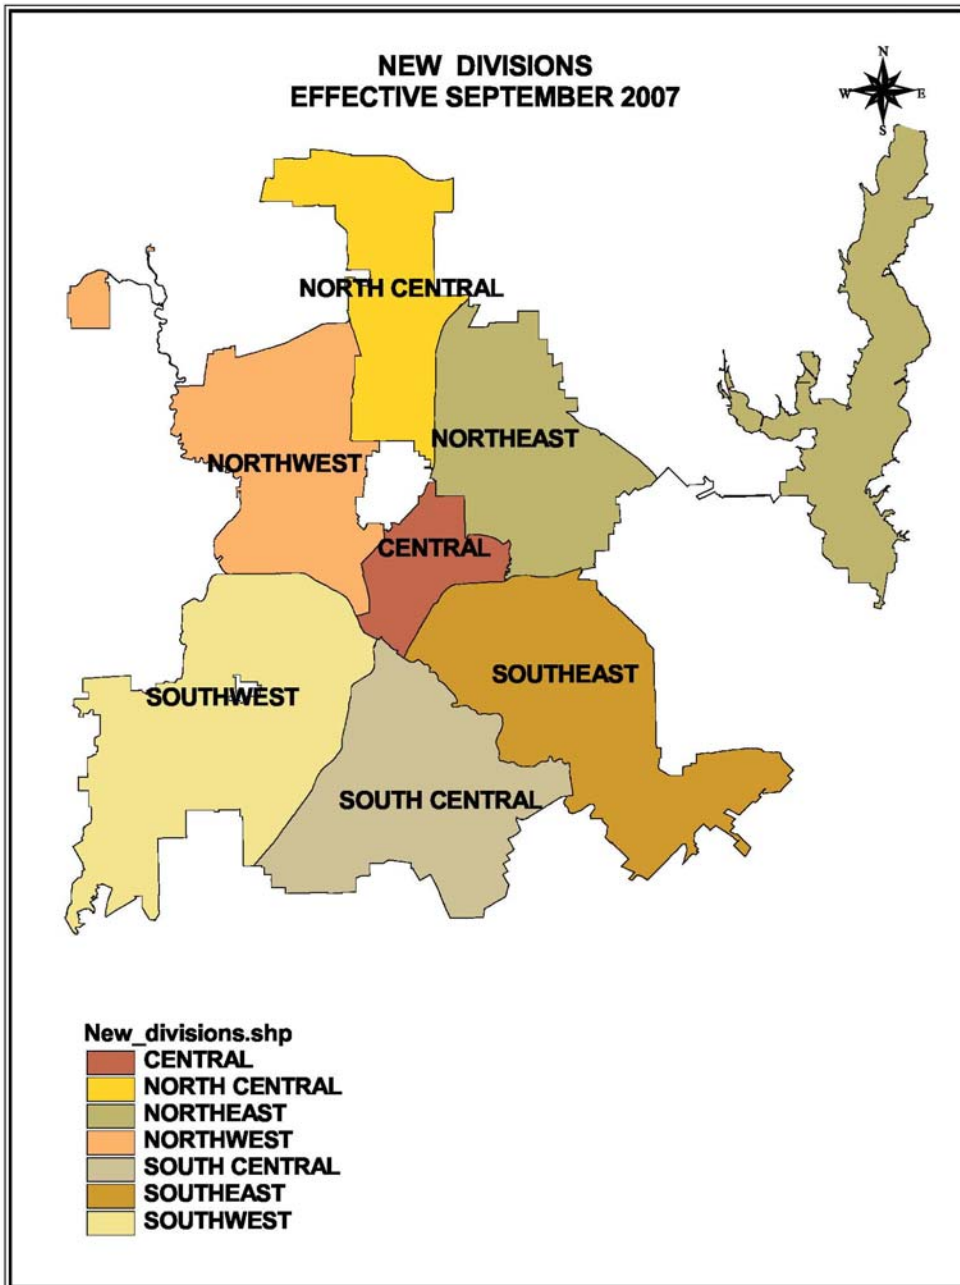 NEW DIVISIONS
EFFECTIVE SEPTEMBER 2007
N
W
E
S
NORTH CENTRAL
NORTHEAST
NORTHWEST
CENTRAL
SOUTHEAST
SOUTHWEST
SOUTH CENTRAL
New_divisions.shp
CENTRAL
NORTH CENTRAL
NORTHEAST
NORTHWEST
SOUTH CENTRAL
SOUTHEAST
SOUTHWEST